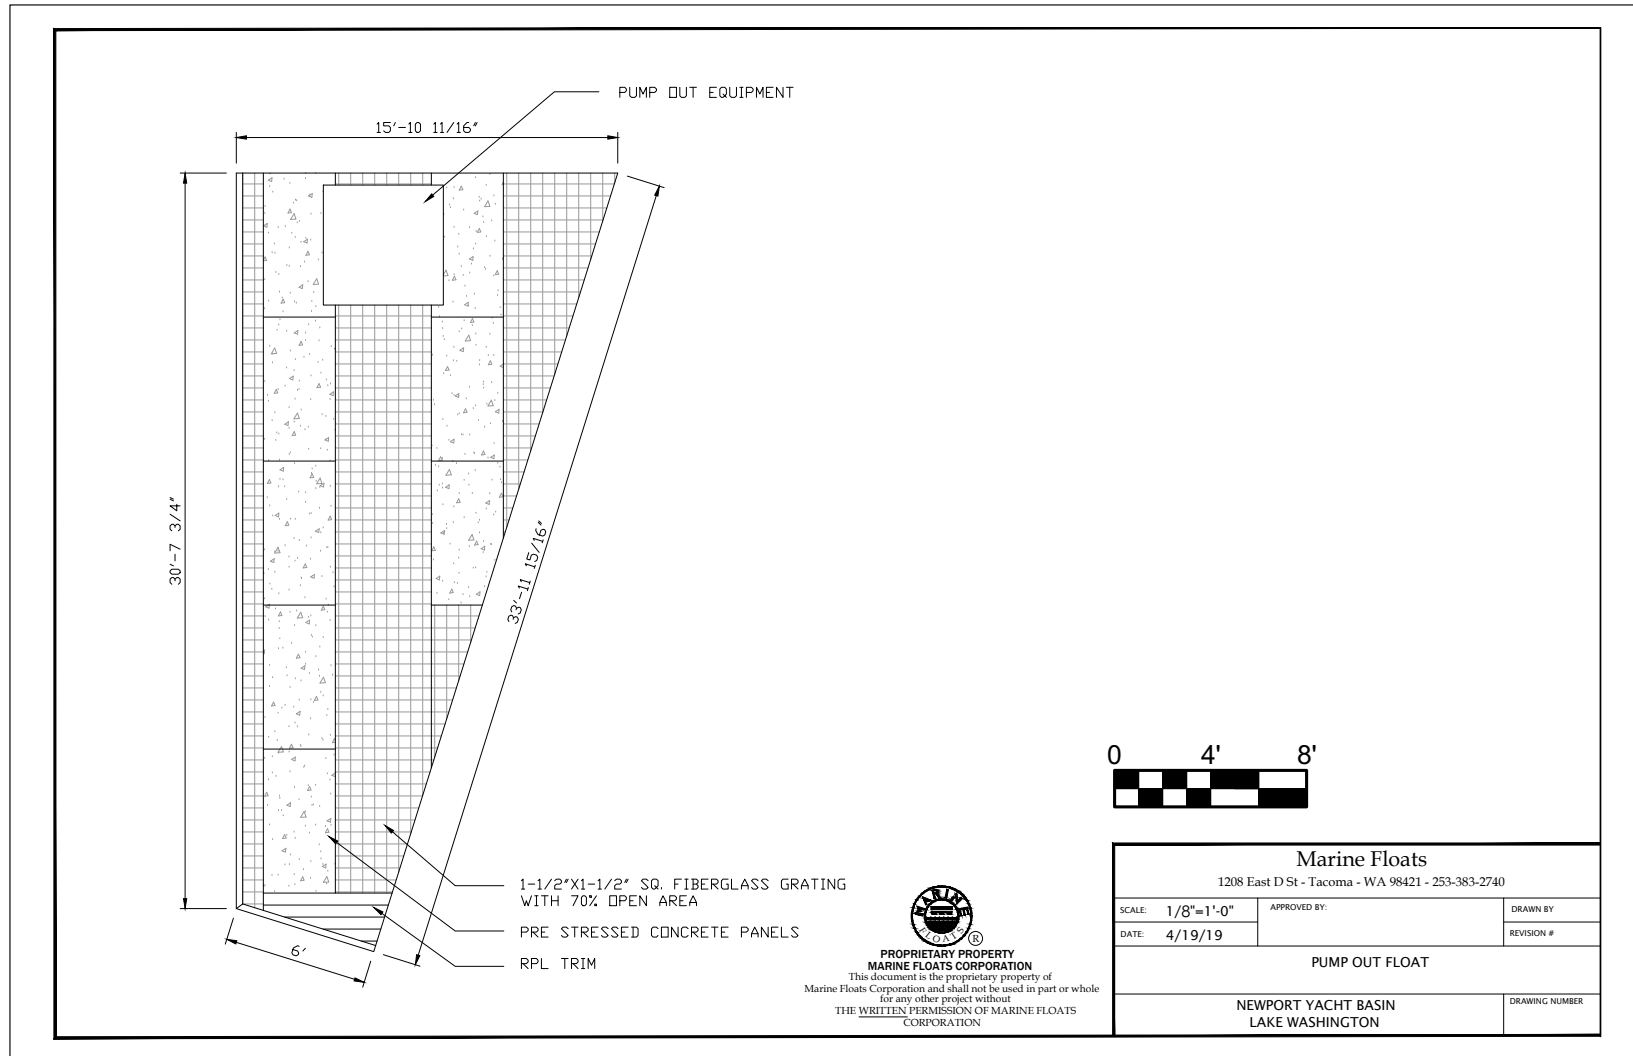 PUMP OUT EQUIPMENT
15'-10 11/16"
30'-7 3/4"
33'-11 15/16"
6'
1-1/2"X1-1/2" SQ. FIBERGLASS GRATING
WITH 70% OPEN AREA
PRE STRESSED CONCRETE PANELS
RPL TRIM
0 4' 8'
MARINE
FLOATS
®
PROPRIETARY PROPERTY
MARINE FLOATS CORPORATION
This document is the proprietary property of
Marine Floats Corporation and shall not be used in part or whole
for any other project without
THE WRITTEN PERMISSION OF MARINE FLOATS
CORPORATION
Marine Floats
1208 East D St - Tacoma - WA 98421 - 253-383-2740
SCALE: 1/8"=1'-0"
APPROVED BY:
DRAWN BY
DATE: 4/19/19
REVISION #
PUMP OUT FLOAT
NEWPORT YACHT BASIN
LAKE WASHINGTON
DRAWING NUMBER